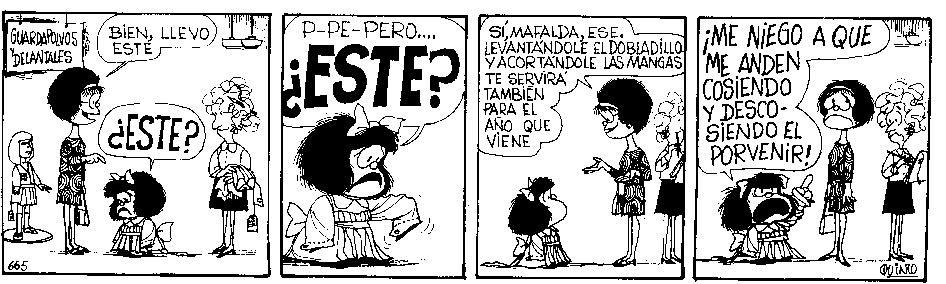 GUARDAPOLVOS
Y DELANTALES
BIEN, LLEVO
ESTE
¿ESTE?
665
P-PE-PERO....
¿ESTE?
SÍ, MAFALDA, ESE.
LEVANTÁNDOLE EL DOBLADILLO
Y ACORTÁNDOLE LAS MANGAS
TE SERVIRÁ
TAMBIÉN
PARA EL
AÑO QUE
VIENE
¡ME NIEGO A QUE
ME ANDEN
COSIENDO
Y DESCO-
SIENDO EL
PORVENIR!
QUINO